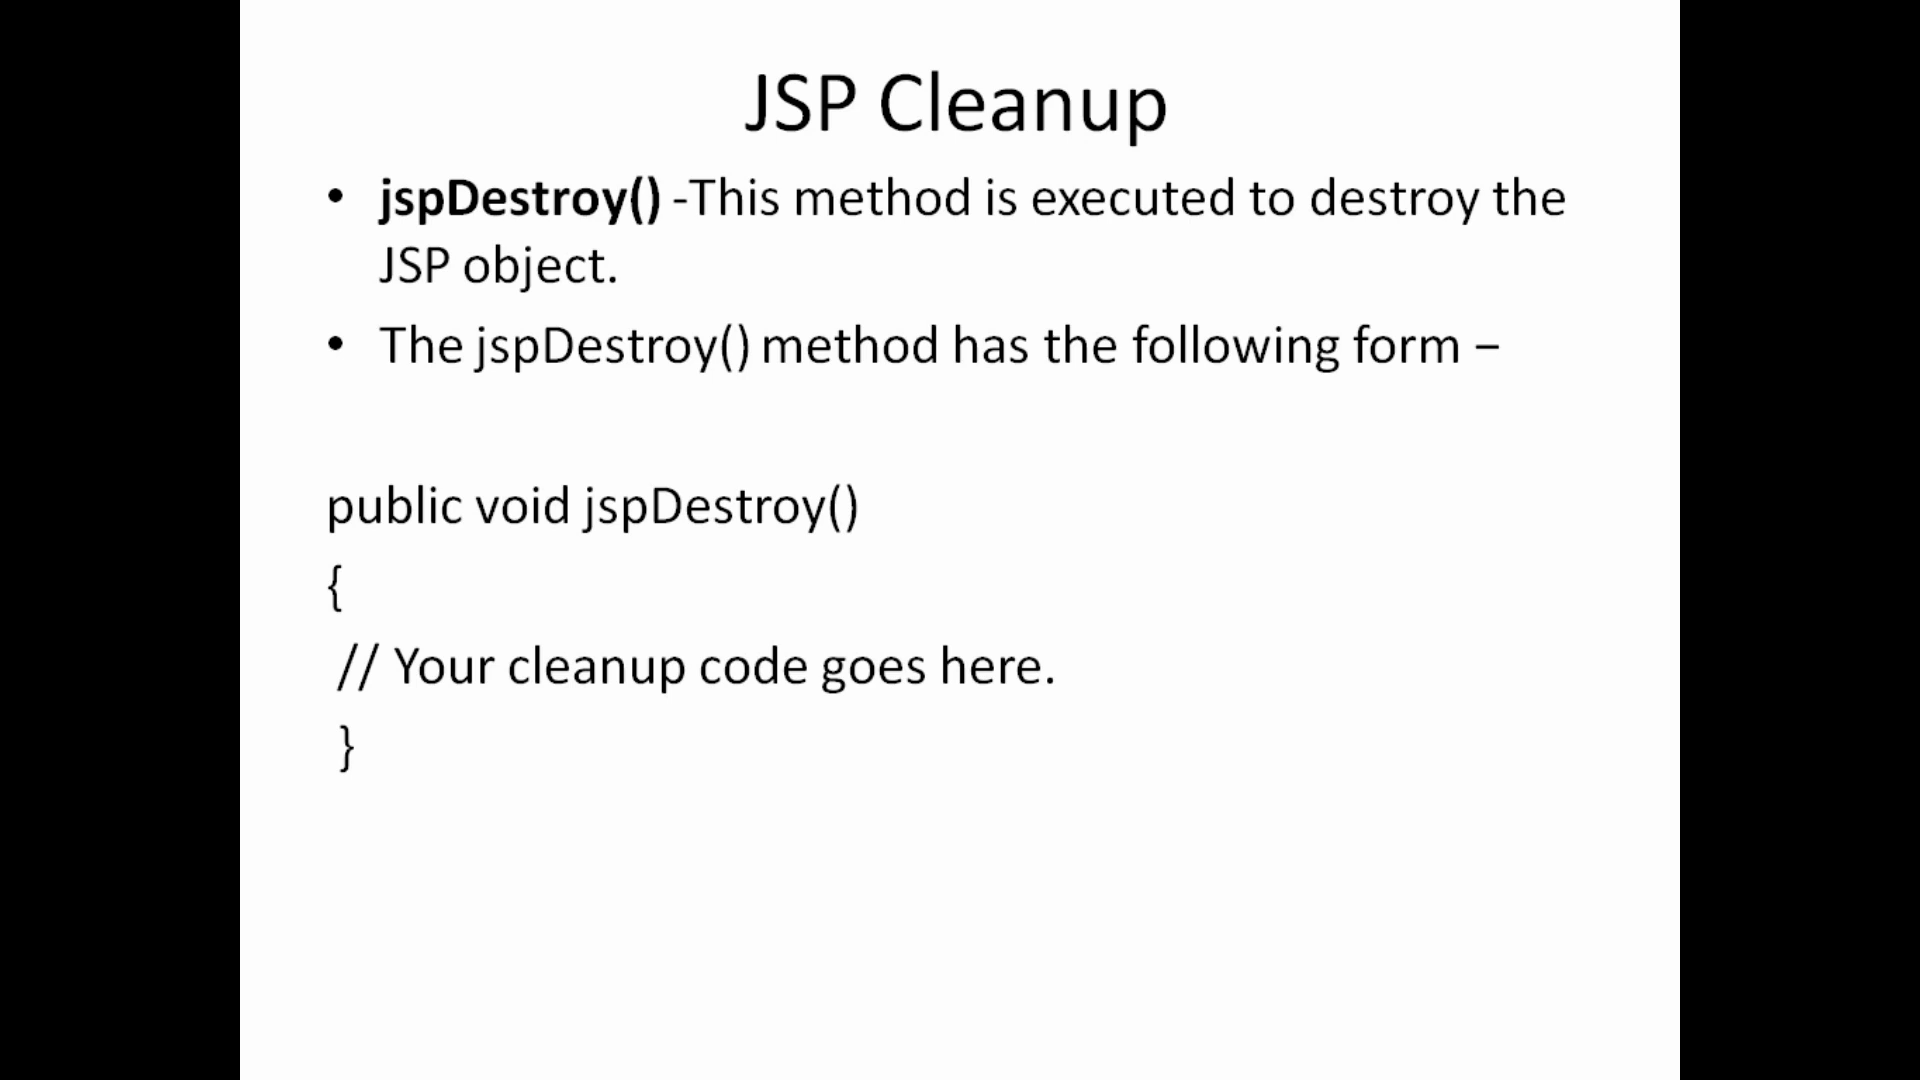 JSP Cleanup
• jspDestroy() -This method is executed to destroy the
JSP object.
• The jspDestroy() method has the following form –
public void jspDestroy()
{
// Your cleanup code goes here.
}